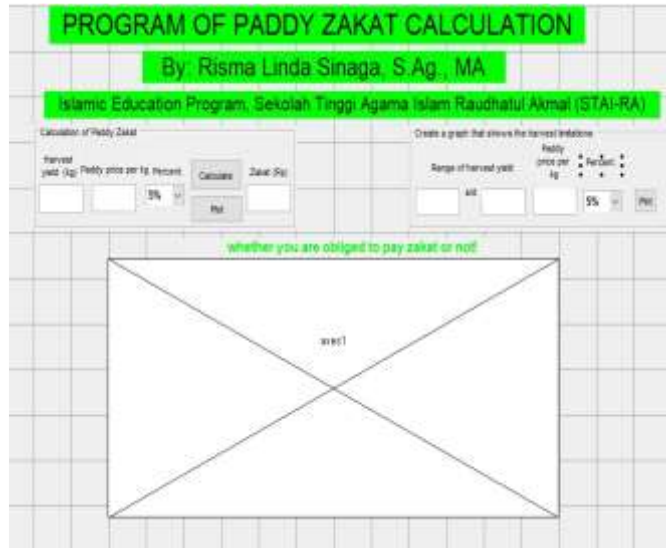 PROGRAM OF PADDY ZAKAT CALCULATION
By: Risma Linda Sinaga, S.Ag., MA
Islamic Education Program, Sekolah Tinggi Agama Islam Raudhatul Akmal (STAI-RA)
Calculation of Paddy Zakat
Harvest yield (kg)
Paddy price per kg
Percent
5%
Calculate
Plot
Zakat (Rp)
Create a graph that shows the harvest limitations
Range of harvest yield
and
Paddy price per kg
Percent
5%
Plot
whether you are obliged to pay zakat or not!
axes1